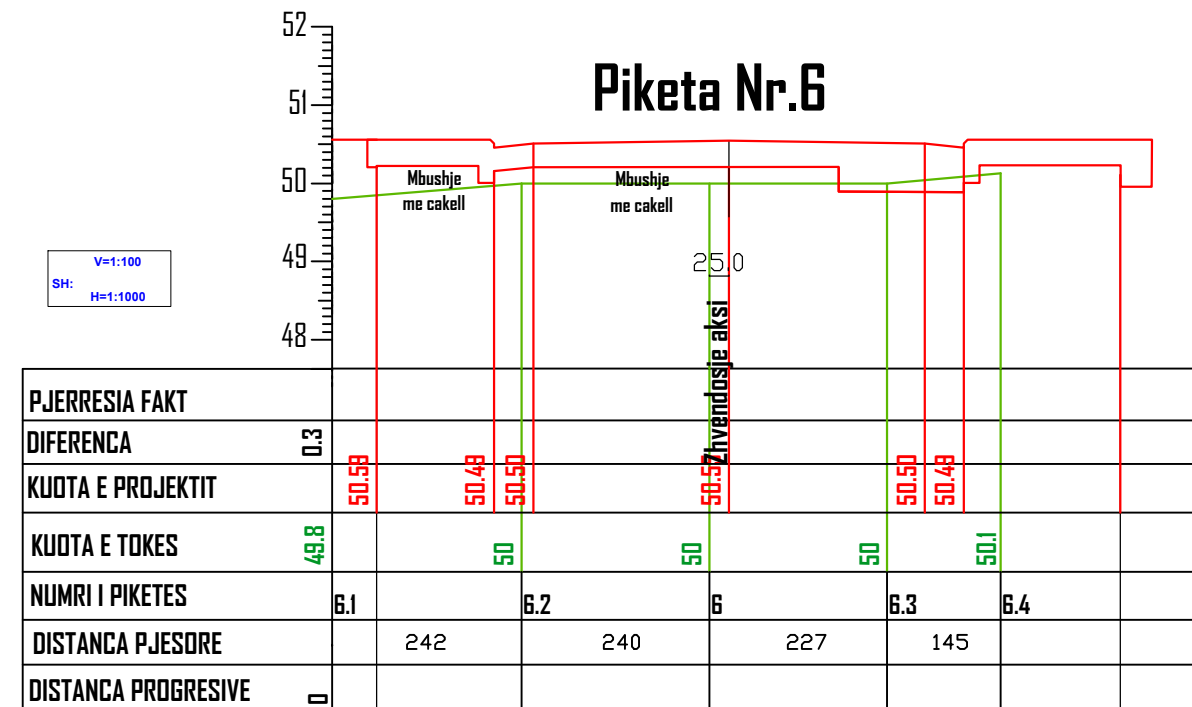 52
Piketa Nr.6
51
50
Mbushje
me cakell
Mbushje
me cakell
49
25.0
V=1:100
SH:
H=1:1000
48
Zhvendosje aksi
PJERRESIA FAKT
DIFERENCA 0.3
KUOTA E PROJEKTIT 50.59 50.49 50.50 50.50 50.49
KUOTA E TOKES 49.8 50 50 50 50.1
NUMRI I PIKETES 6.1 6.2 6 6.3 6.4
DISTANCA PJESORE 242 240 227 145
DISTANCA PROGRESIVE 0